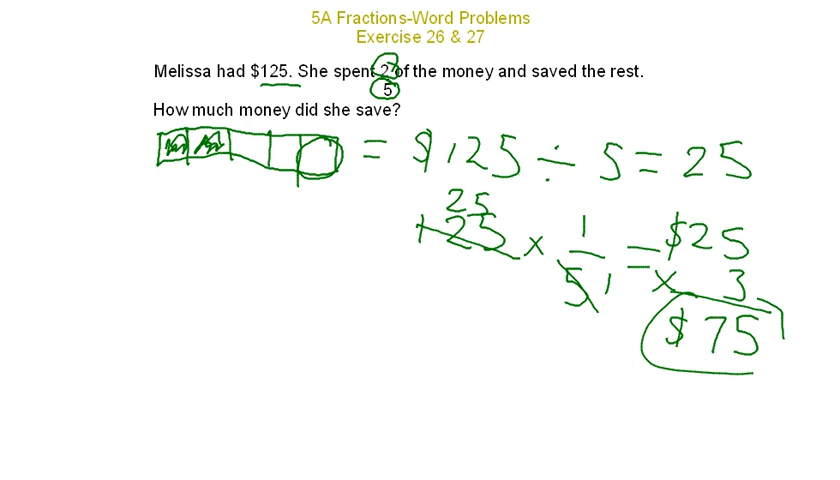 5A Fractions-Word Problems
Exercise 26 & 27
Melissa had $125. She spent 2 of the money and saved the rest.
5
How much money did she save?
= $125 ÷ 5 = 25
25
125 × 1/5 1 = $25
× 3
$75